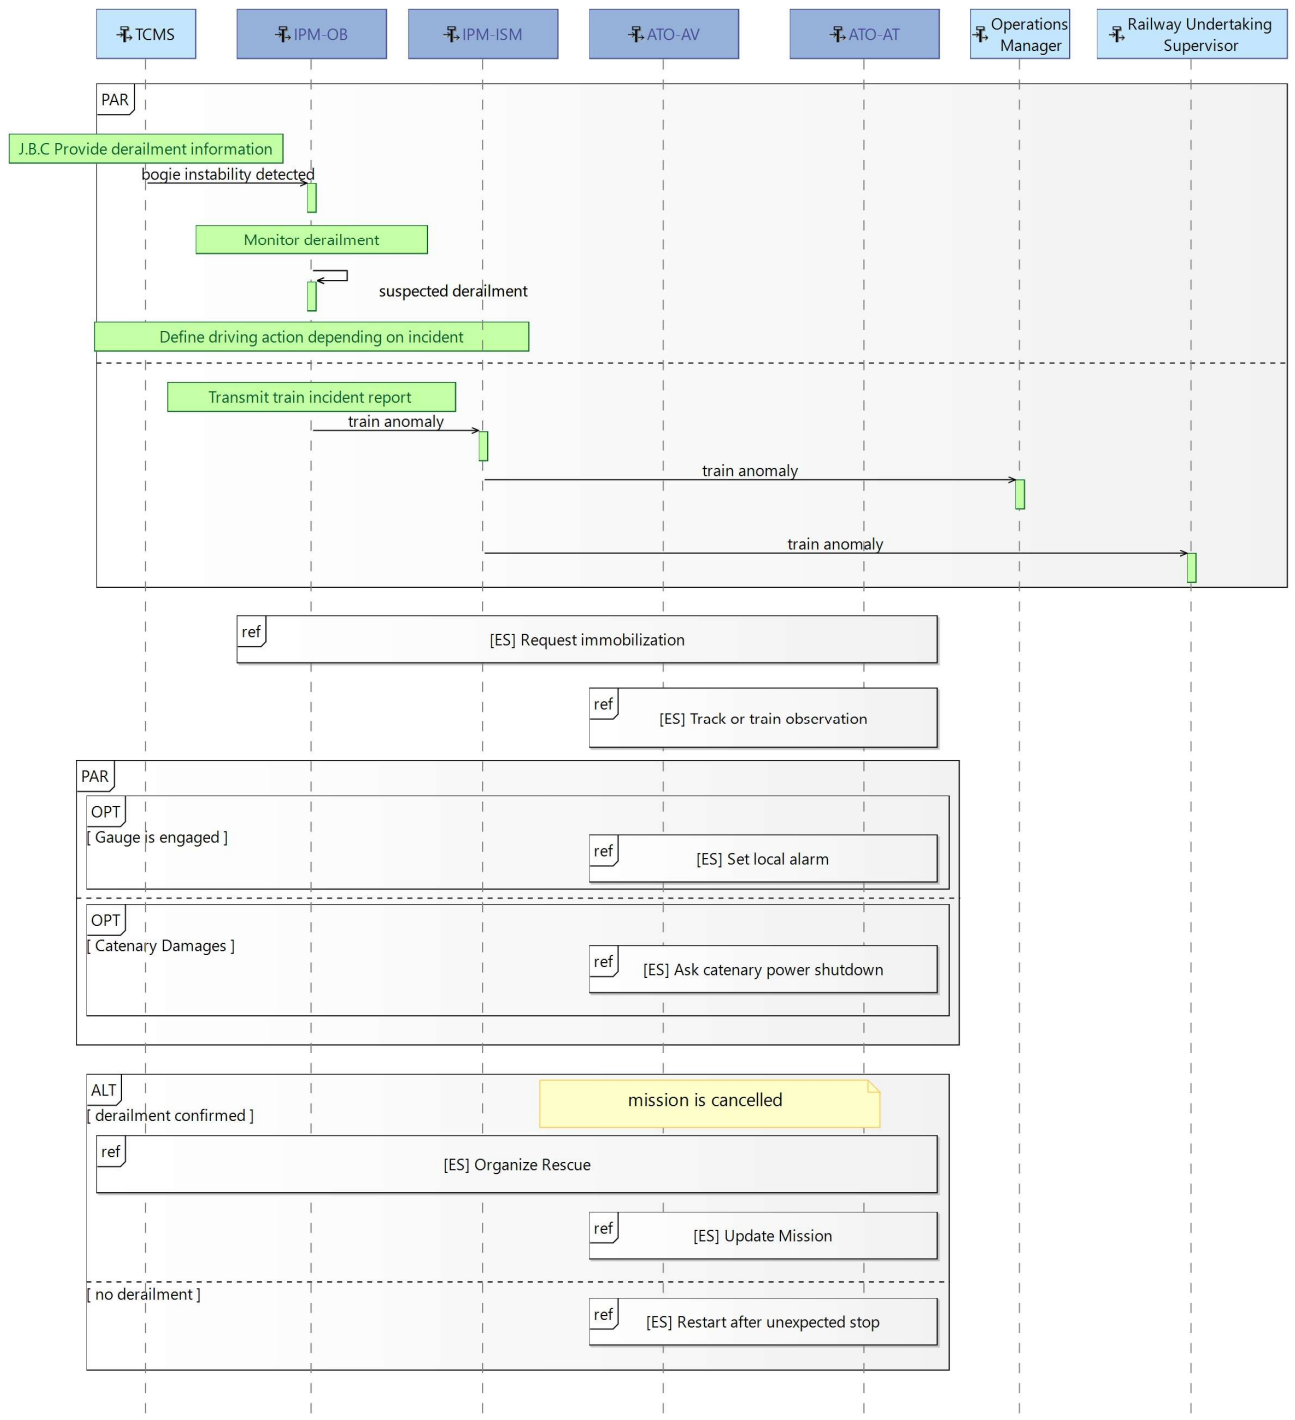 TCMS
IPM-OB
IPM-ISM
ATO-AV
ATO-AT
Operations
Manager
Railway Undertaking
Supervisor
PAR
J.B.C Provide derailment information
bogie instability detected
Monitor derailment
suspected derailment
Define driving action depending on incident
Transmit train incident report
train anomaly
train anomaly
train anomaly
ref
[ES] Request immobilization
ref
[ES] Track or train observation
PAR
OPT
[ Gauge is engaged ]
ref
[ES] Set local alarm
OPT
[ Catenary Damages ]
ref
[ES] Ask catenary power shutdown
ALT
mission is cancelled
[ derailment confirmed ]
ref
[ES] Organize Rescue
ref
[ES] Update Mission
[ no derailment ]
ref
[ES] Restart after unexpected stop